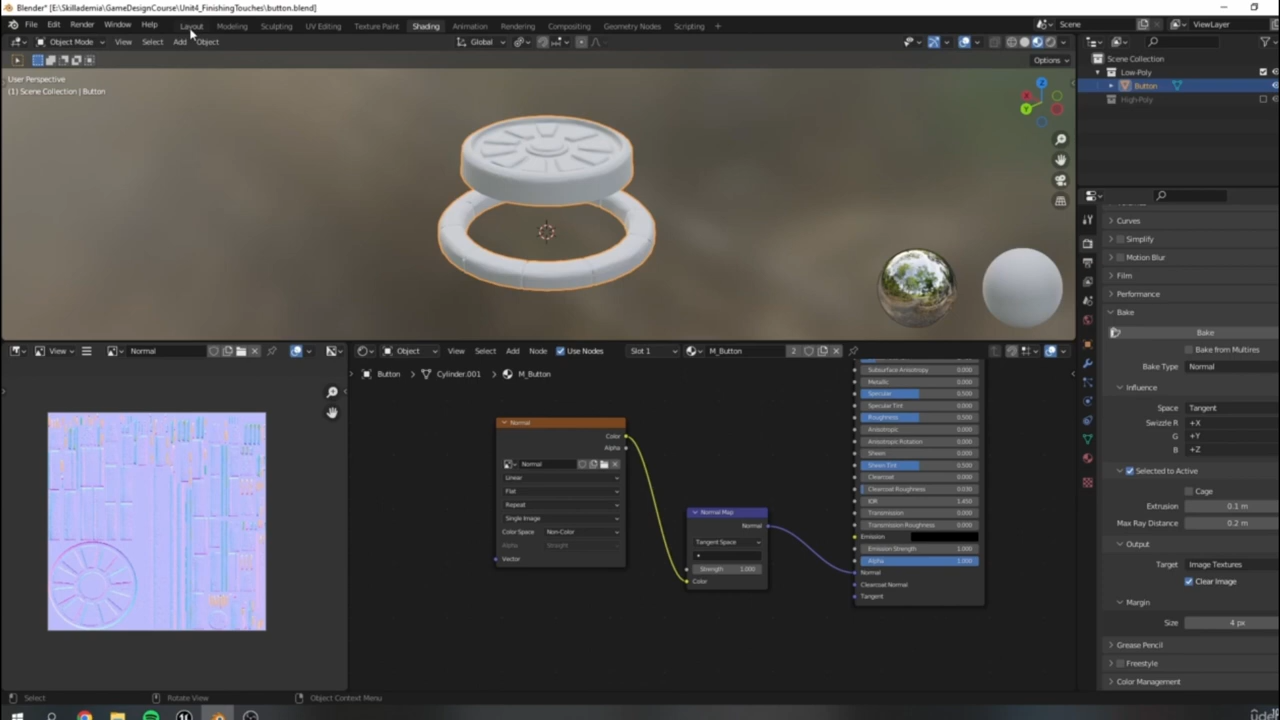 Blender* [E:\Skillademia\GameDesignCourse\Unit4_FinishingTouches\button.blend]
File Edit Render Window Help Layout Modeling Sculpting UV Editing Texture Paint Shading Animation Rendering Compositing Geometry Nodes Scripting + Scene ViewLayer
Object Mode View Select Add Object Global
Options
User Perspective
(1) Scene Collection | Button
Scene Collection
Low-Poly
Button
High-Poly
Z
Y
Curves
Simplify
Motion Blur
Film
Performance
Bake
Bake
Bake from Multires
Bake Type Normal
Influence
Space Tangent
Swizzle R +X
G +Y
B +Z
Selected to Active
Cage
Extrusion 0.1 m
Max Ray Distance 0.2 m
Output
Target Image Textures
Clear Image
Margin
Size 4 px
Grease Pencil
Freestyle
Color Management
View Normal
Object View Select Add Node Use Nodes Slot 1 M_Button 2
Button > Cylinder.001 > M_Button
Normal
Color
Alpha
Normal
Linear
Flat
Repeat
Single Image
Color Space Non-Color
Alpha Straight
Vector
Normal Map
Normal
Tangent Space
Strength 1.000
Color
Subsurface Anisotropy 0.000
Metallic 0.000
Specular 0.500
Specular Tint 0.000
Roughness 0.500
Anisotropic 0.000
Anisotropic Rotation 0.000
Sheen 0.000
Sheen Tint 0.500
Clearcoat 0.000
Clearcoat Roughness 0.030
IOR 1.450
Transmission 0.000
Transmission Roughness 0.000
Emission
Emission Strength 1.000
Alpha 1.000
Normal
Clearcoat Normal
Tangent
Select Rotate View Object Context Menu